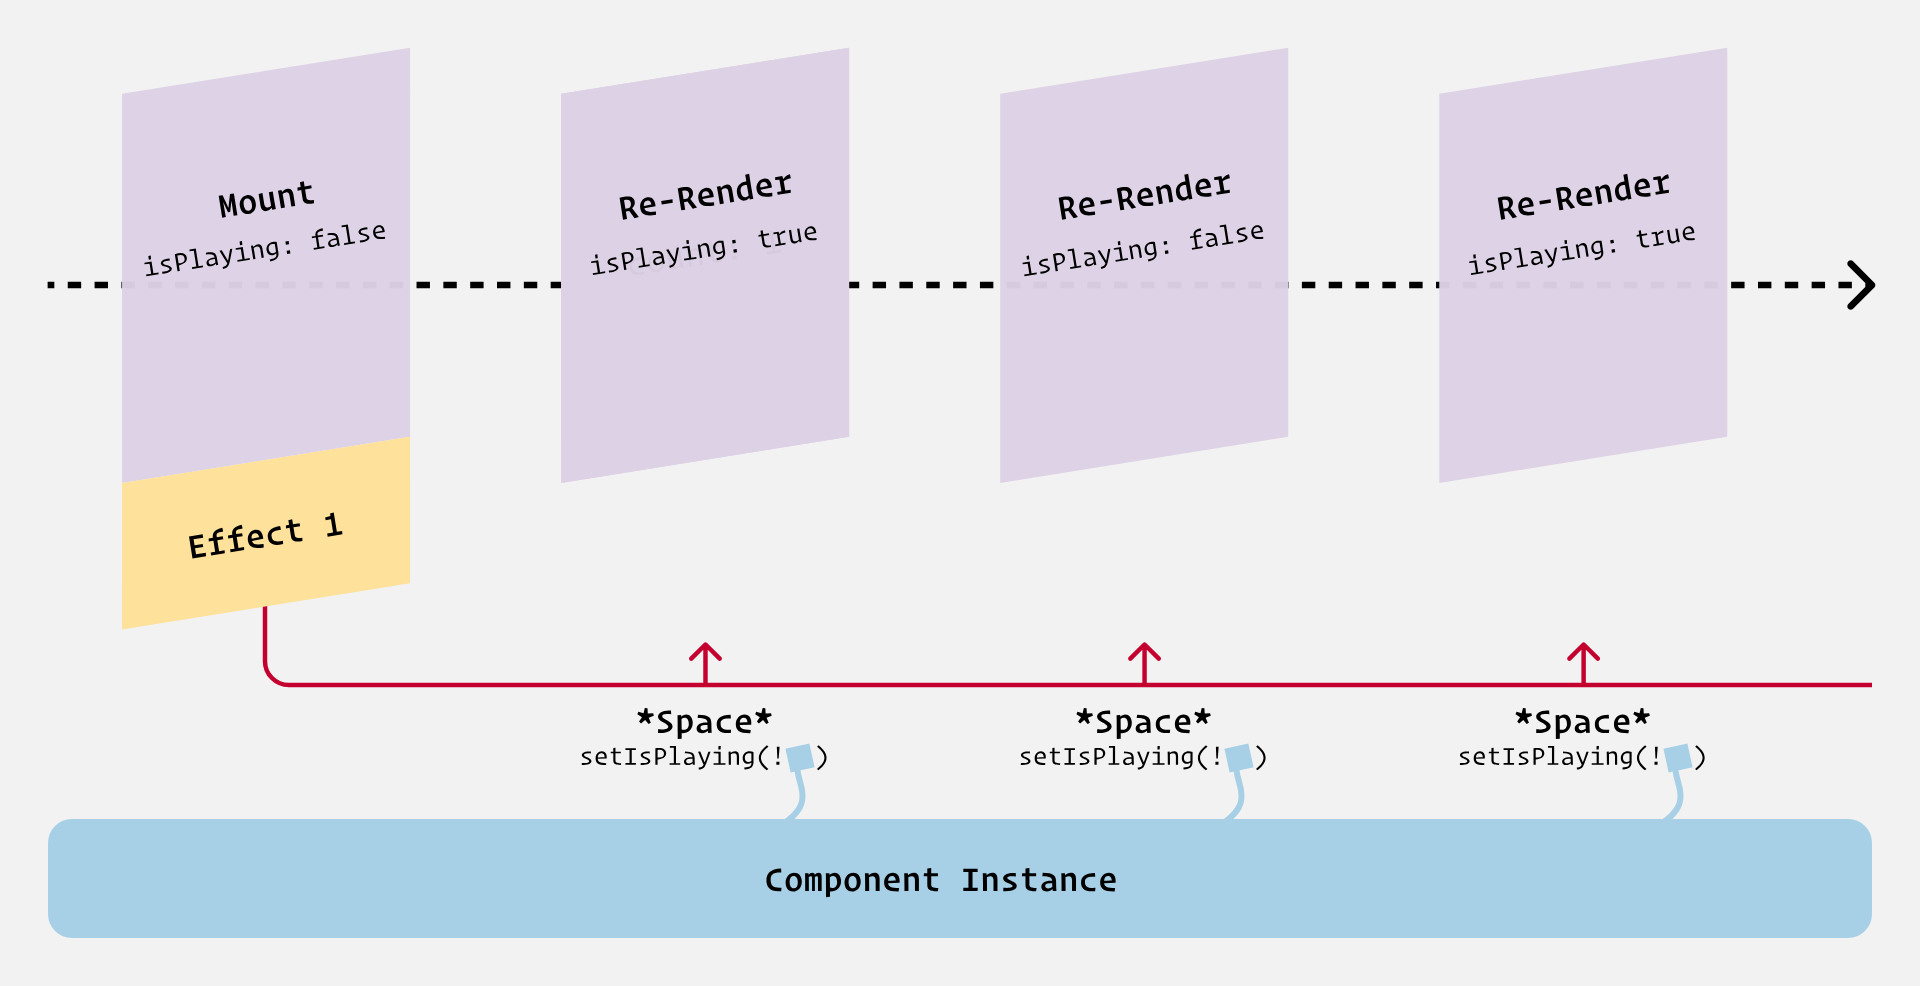 Mount
isPlaying: false
Re-Render
isPlaying: true
Re-Render
isPlaying: false
Re-Render
isPlaying: true
Effect 1
*Space*
setIsPlaying(! )
*Space*
setIsPlaying(! )
*Space*
setIsPlaying(! )
Component Instance